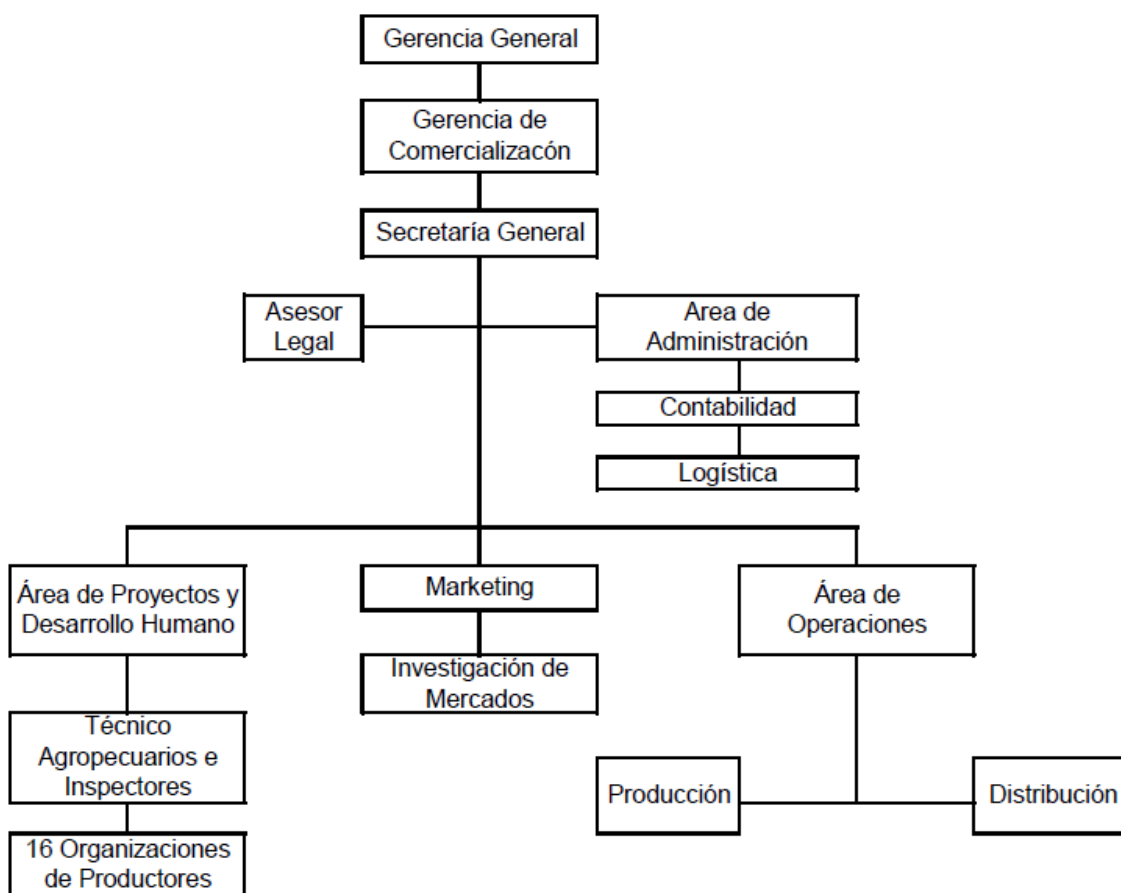 Gerencia General
Gerencia de
Comercializacón
Secretaría General
Asesor
Legal
Area de
Administración
Contabilidad
Logística
Área de Proyectos y
Desarrollo Humano
Marketing
Área de
Operaciones
Investigación de
Mercados
Técnico
Agropecuarios e
Inspectores
Producción
Distribución
16 Organizaciones
de Productores